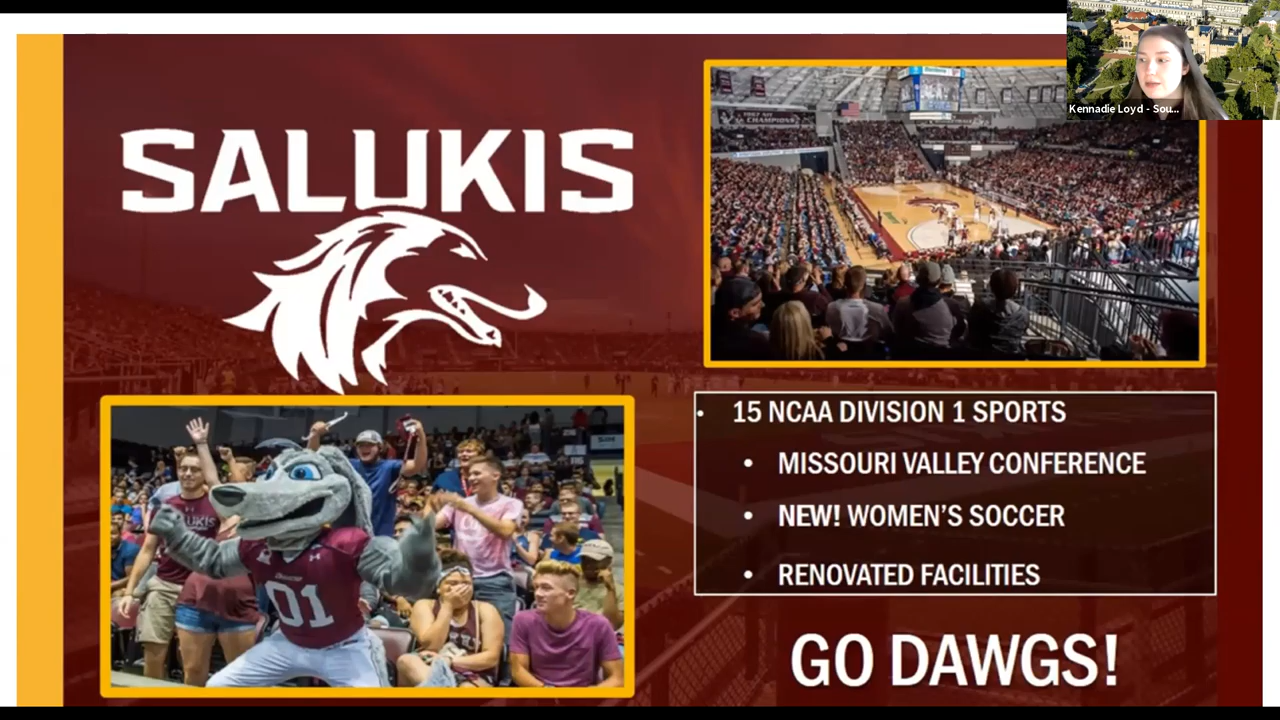 Kennadie Loyd - Sou...
SALUKIS
15 NCAA DIVISION 1 SPORTS
MISSOURI VALLEY CONFERENCE
NEW! WOMEN'S SOCCER
RENOVATED FACILITIES
01
GO DAWGS!